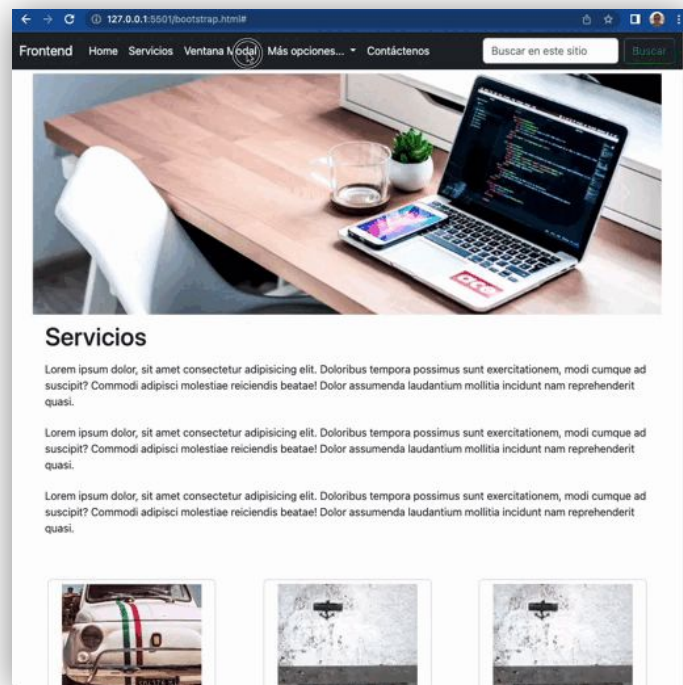 127.0.0.1:5501/bootstrap.html#
Frontend Home Servicios Ventana Modal Más opciones... Contáctenos Buscar en este sitio Buscar
Servicios
Lorem ipsum dolor, sit amet consectetur adipisicing elit. Doloribus tempora possimus sunt exercitationem, modi cumque ad
suscipit? Commodi adipisci molestiae reiciendis beatae! Dolor assumenda laudantium mollitia incidunt nam reprehenderit
quasi.
Lorem ipsum dolor, sit amet consectetur adipisicing elit. Doloribus tempora possimus sunt exercitationem, modi cumque ad
suscipit? Commodi adipisci molestiae reiciendis beatae! Dolor assumenda laudantium mollitia incidunt nam reprehenderit
quasi.
Lorem ipsum dolor, sit amet consectetur adipisicing elit. Doloribus tempora possimus sunt exercitationem, modi cumque ad
suscipit? Commodi adipisci molestiae reiciendis beatae! Dolor assumenda laudantium mollitia incidunt nam reprehenderit
quasi.